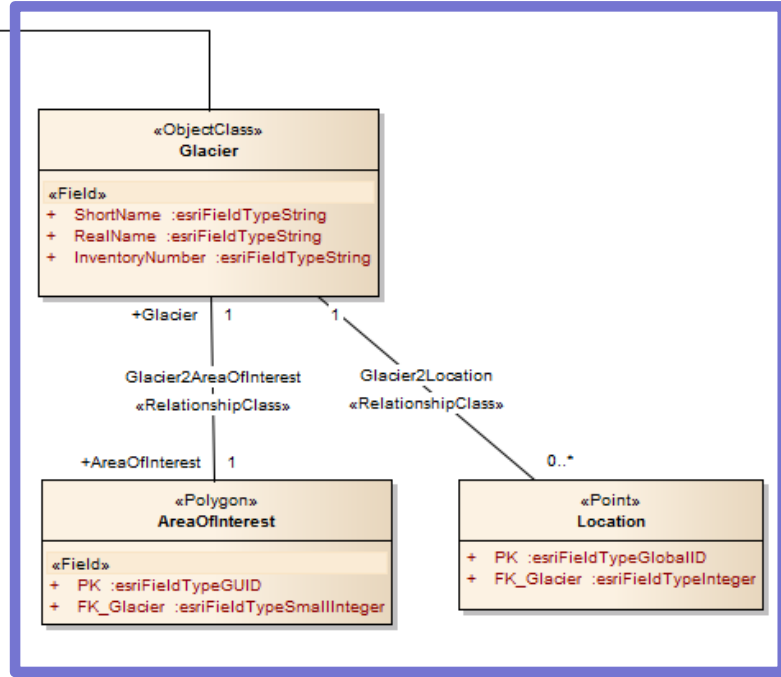 «ObjectClass»
Glacier
«Field»
+ ShortName :esriFieldTypeString
+ RealName :esriFieldTypeString
+ InventoryNumber :esriFieldTypeString
+Glacier 1
1
Glacier2AreaOfInterest
«RelationshipClass»
Glacier2Location
«RelationshipClass»
+AreaOfInterest 1
0..*
«Polygon»
AreaOfInterest
«Field»
+ PK :esriFieldTypeGUID
+ FK_Glacier :esriFieldTypeSmallInteger
«Point»
Location
+ PK :esriFieldTypeGlobalID
+ FK_Glacier :esriFieldTypeInteger